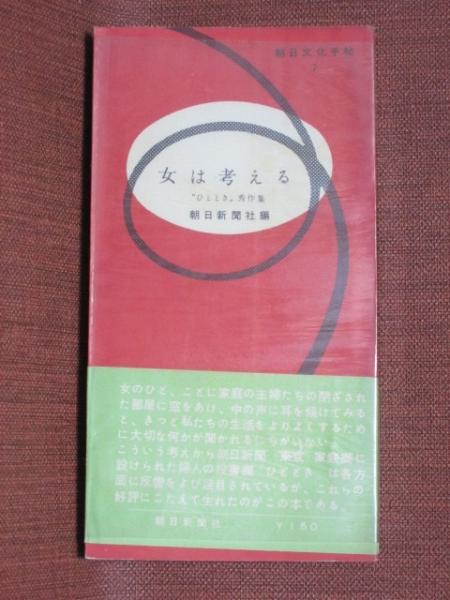 朝日文化手帖
7
女は考える
"ひととき"秀作集
朝日新聞社編
女のひと、ことに家庭の主婦たちの閉ざされ
た部屋に窓をあけ、中の声に耳を傾けてみる
と、きっと私たちの生活をよりよくするため
に大切な何かが聞かれるにちがいない。
こういう考えから朝日新聞 東京 家庭欄に
設けられた婦人の投書欄"ひととき"は各方
面に反響をよび注目されているが、これらの
好評にこたえて生れたのがこの本である。
朝日新聞社 ¥150